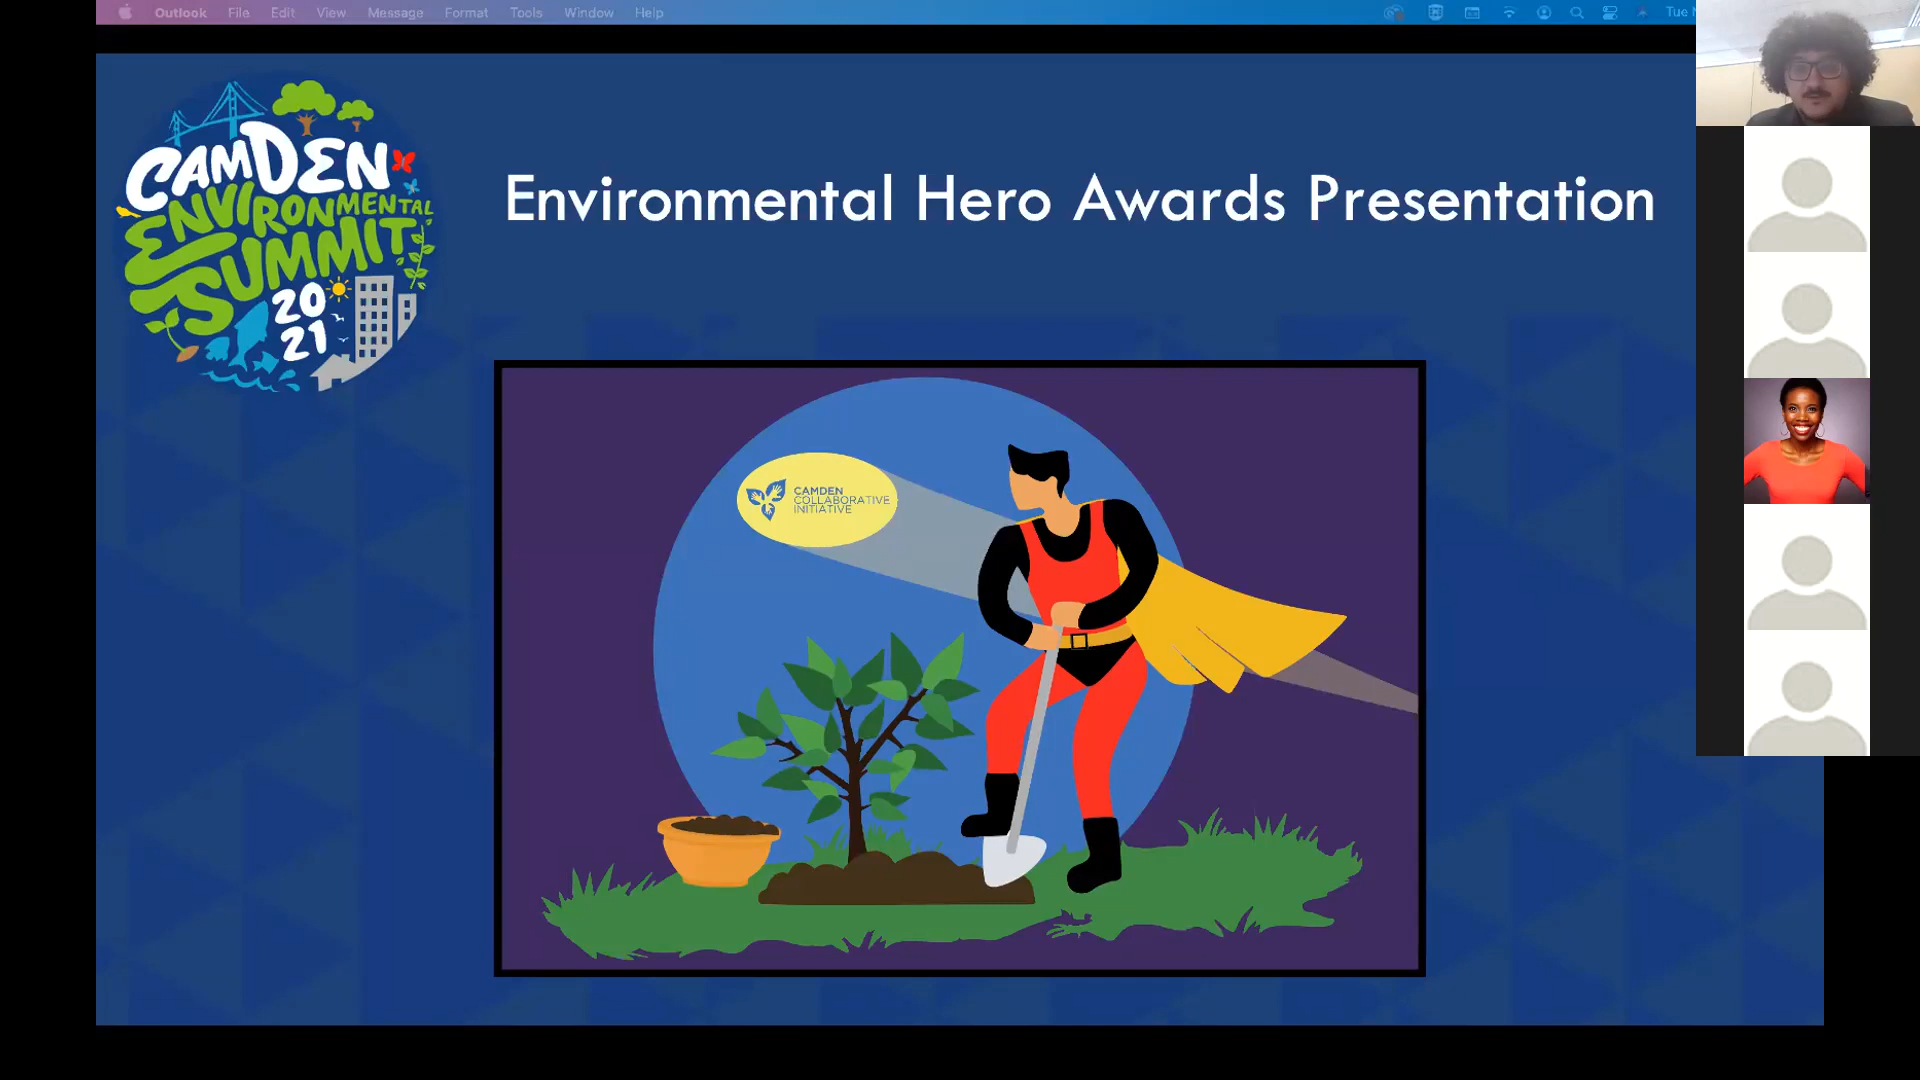 Outlook File Edit View Message Format Tools Window Help
Tue
CAMDEN
ENVIRONMENTAL
SUMMIT
20
21
Environmental Hero Awards Presentation
CAMDEN
COLLABORATIVE
INITIATIVE